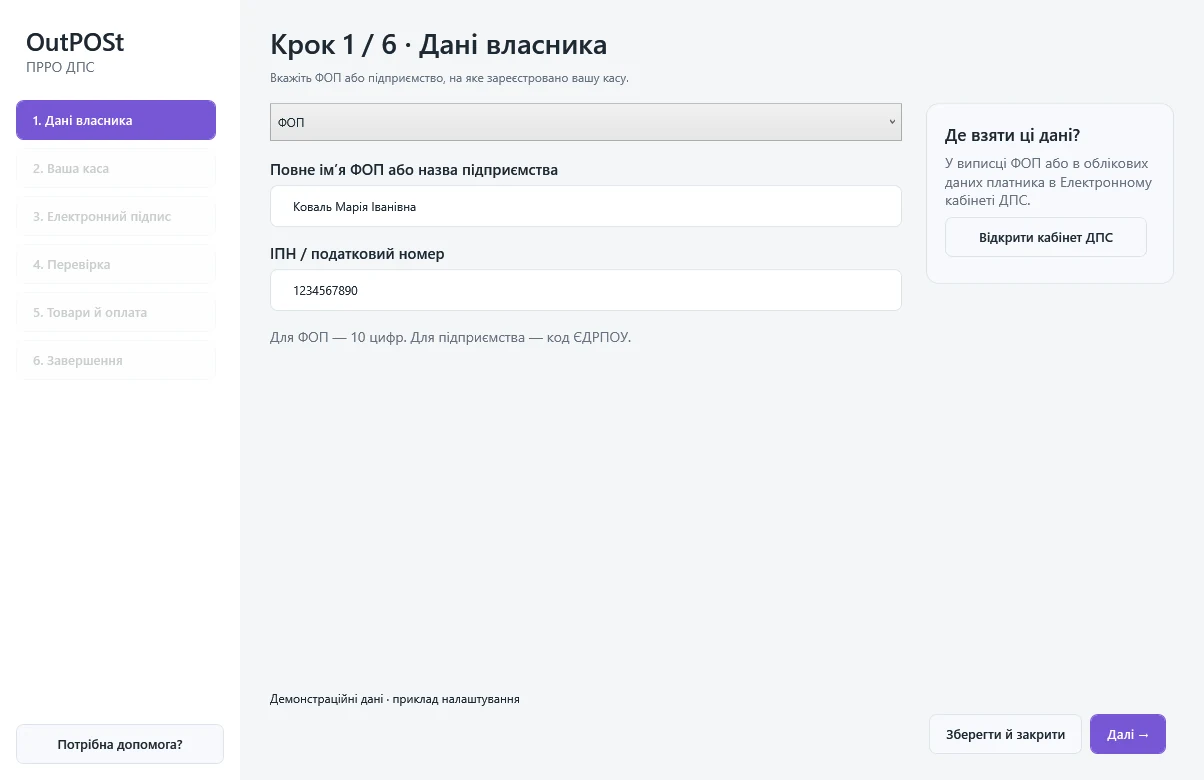 OutPOSt
ПРРО ДПС
1. Дані власника
2. Ваша каса
3. Електронний підпис
4. Перевірка
5. Товари й оплата
6. Завершення
Потрібна допомога?
Крок 1 / 6 · Дані власника
Вкажіть ФОП або підприємство, на яке зареєстровано вашу касу.
ФОП
Повне ім’я ФОП або назва підприємства
Коваль Марія Іванівна
ІПН / податковий номер
1234567890
Для ФОП — 10 цифр. Для підприємства — код ЄДРПОУ.
Де взяти ці дані?
У виписці ФОП або в облікових
даних платника в Електронному
кабінеті ДПС.
Відкрити кабінет ДПС
Демонстраційні дані · приклад налаштування
Зберегти й закрити
Далі →